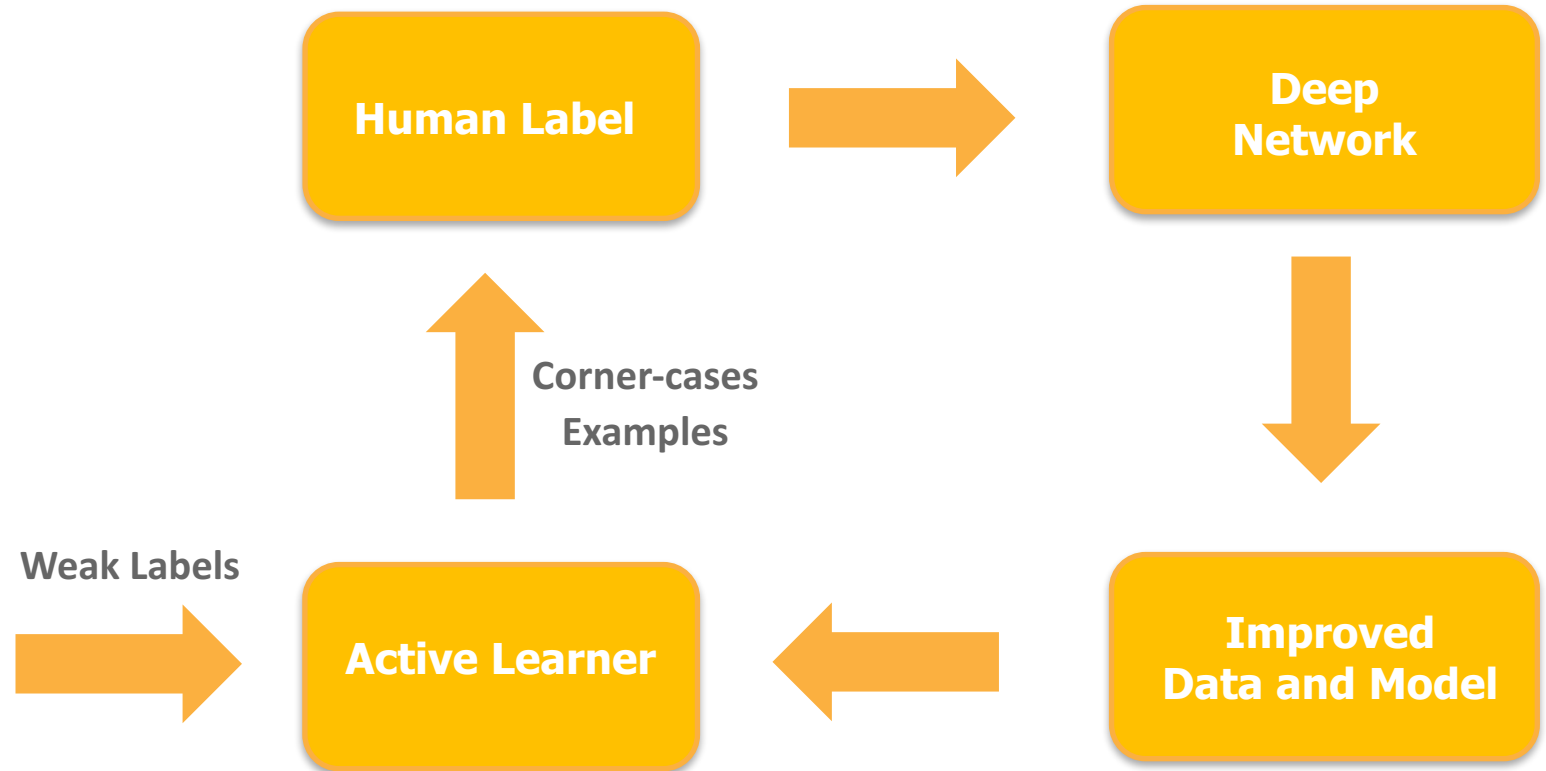 Human Label
Deep
Network
Corner-cases
Examples
Weak Labels
Active Learner
Improved
Data and Model